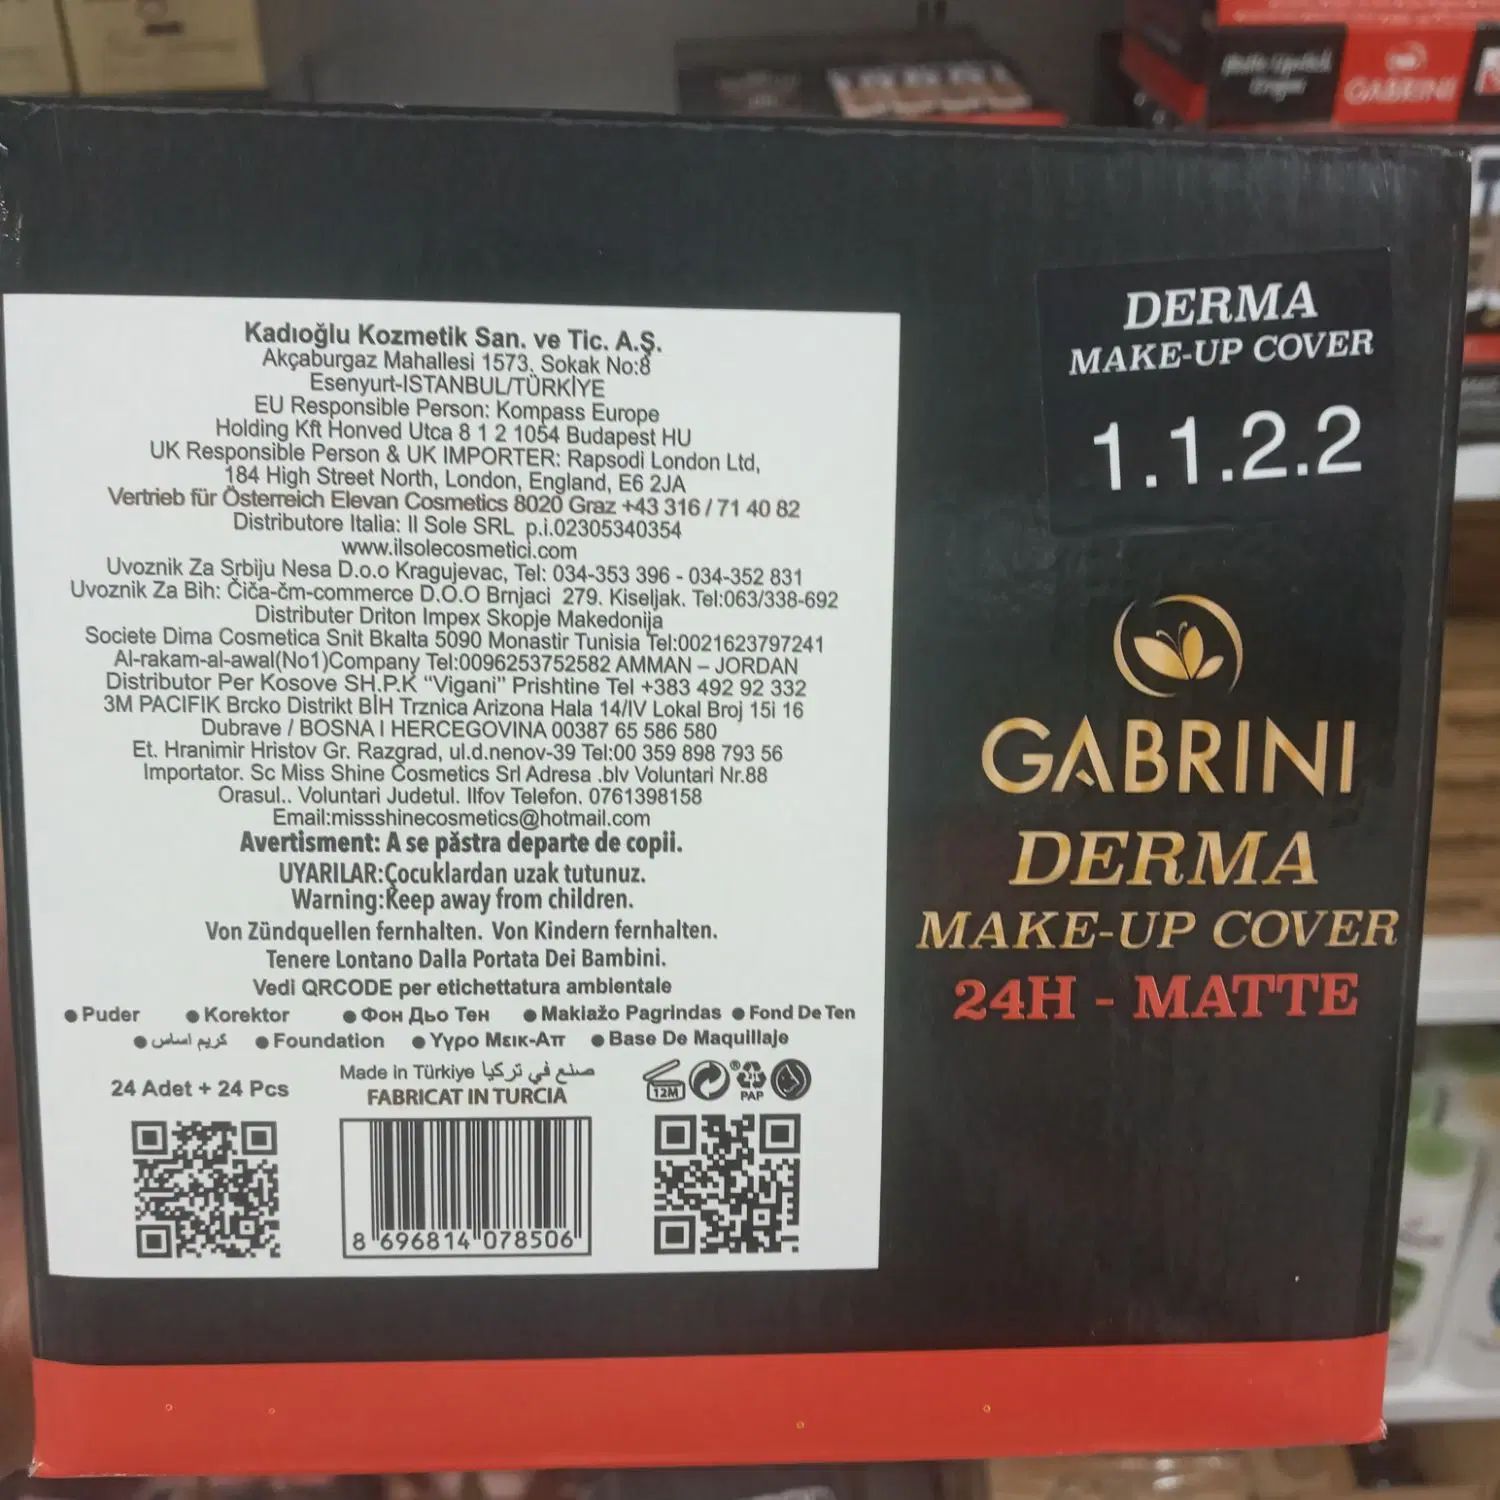 Matte Lipstick
GABRINI
Kadıoğlu Kozmetik San. ve Tic. A.Ş.
Akçaburgaz Mahallesi 1573. Sokak No:8
Esenyurt-ISTANBUL/TÜRKİYE
EU Responsible Person: Kompass Europe
Holding Kft Honved Utca 8 1 2 1054 Budapest HU
UK Responsible Person & UK IMPORTER: Rapsodi London Ltd,
184 High Street North, London, England, E6 2JA
Vertrieb für Österreich Elevan Cosmetics 8020 Graz +43 316 / 71 40 82
Distributore Italia: Il Sole SRL p.i.02305340354
www.ilsolecosmetici.com
Uvoznik Za Srbiju Nesa D.o.o Kragujevac, Tel: 034-353 396 - 034-352 831
Uvoznik Za Bih: Čiča-čm-commerce D.O.O Brnjaci 279. Kiseljak. Tel:063/338-692
Distributer Driton Impex Skopje Makedonija
Societe Dima Cosmetica Snit Bkalta 5090 Monastir Tunisia Tel:0021623797241
Al-rakam-al-awal(No1)Company Tel:0096253752582 AMMAN – JORDAN
Distributor Per Kosove SH.P.K "Vigani" Prishtine Tel +383 492 92 332
3M PACIFIK Brcko Distrikt BİH Trznica Arizona Hala 14/IV Lokal Broj 15i 16
Dubrave / BOSNA I HERCEGOVINA 00387 65 586 580
Et. Hranimir Hristov Gr. Razgrad, ul.d.nenov-39 Tel:00 359 898 793 56
Importator. Sc Miss Shine Cosmetics Srl Adresa .blv Voluntari Nr.88
Orasul.. Voluntari Judetul. Ilfov Telefon. 0761398158
Email:missshinecosmetics@hotmail.com
Avertisment: A se păstra departe de copii.
UYARILAR:Çocuklardan uzak tutunuz.
Warning:Keep away from children.
Von Zündquellen fernhalten. Von Kindern fernhalten.
Tenere Lontano Dalla Portata Dei Bambini.
Vedi QRCODE per etichettatura ambientale
● Puder ● Korektor ● Фон Дьо Тен ● Makiažo Pagrindas ● Fond De Ten
● كريم اساس ● Foundation ● Υγρο Μεικ-Απ ● Base De Maquillaje
24 Adet + 24 Pcs
Made in Türkiye صنع في تركيا
FABRICAT IN TURCIA
12M
21
PAP
8 696814 078506
DERMA
MAKE-UP COVER
1.1.2.2
GABRINI
DERMA
MAKE-UP COVER
24H - MATTE